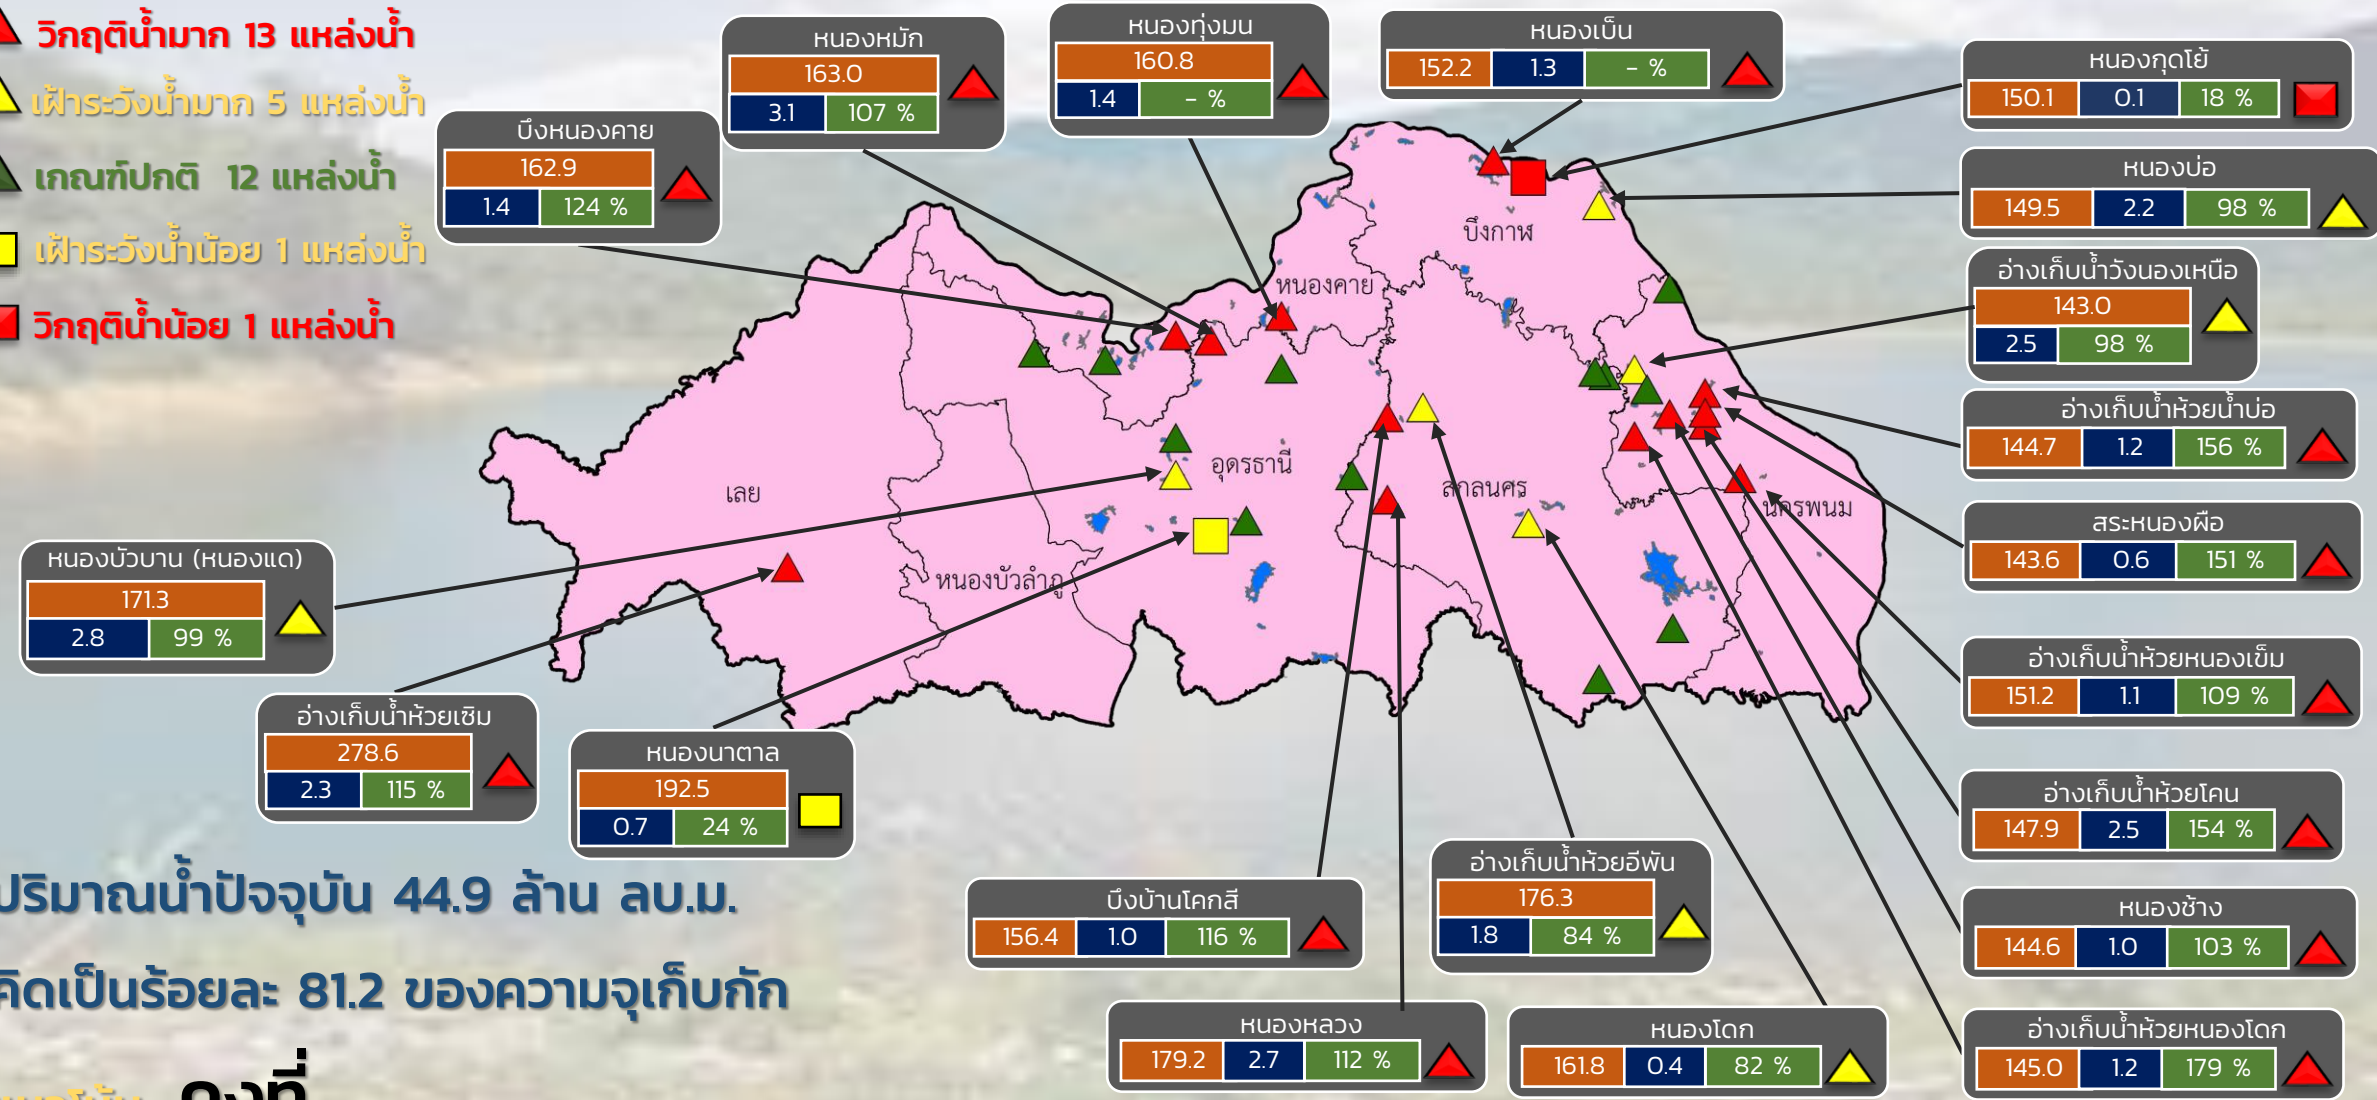 วิกฤติน้ำมาก 13 แหล่งน้ำ
เฝ้าระวังน้ำมาก 5 แหล่งน้ำ
เกณฑ์ปกติ 12 แหล่งน้ำ
เฝ้าระวังน้ำน้อย 1 แหล่งน้ำ
วิกฤติน้ำน้อย 1 แหล่งน้ำ
บึงหนองคาย
162.9
1.4 124 %
หนองหมัก
163.0
3.1 107 %
หนองทุ่งมน
160.8
1.4 - %
หนองเบ็น
152.2 1.3 - %
หนองกุดโย้
150.1 0.1 18 %
หนองบ่อ
149.5 2.2 98 %
อ่างเก็บน้ำวังนองเหนือ
143.0
2.5 98 %
อ่างเก็บน้ำห้วยน้ำบ่อ
144.7 1.2 156 %
สระหนองผือ
143.6 0.6 151 %
อ่างเก็บน้ำห้วยหนองเข็ม
151.2 1.1 109 %
อ่างเก็บน้ำห้วยโคน
147.9 2.5 154 %
หนองช้าง
144.6 1.0 103 %
อ่างเก็บน้ำห้วยหนองโดก
145.0 1.2 179 %
บึงกาฬ
หนองคาย
อุดรธานี
เลย
สกลนคร
นครพนม
หนองบัวลำภู
หนองบัวบาน (หนองแด)
171.3
2.8 99 %
อ่างเก็บน้ำห้วยเซิม
278.6
2.3 115 %
หนองนาตาล
192.5
0.7 24 %
บึงบ้านโคกสี
156.4 1.0 116 %
อ่างเก็บน้ำห้วยอีพัน
176.3
1.8 84 %
หนองหลวง
179.2 2.7 112 %
หนองโดก
161.8 0.4 82 %
ปริมาณน้ำปัจจุบัน 44.9 ล้าน ลบ.ม.
คิดเป็นร้อยละ 81.2 ของความจุเก็บกัก
คงที่